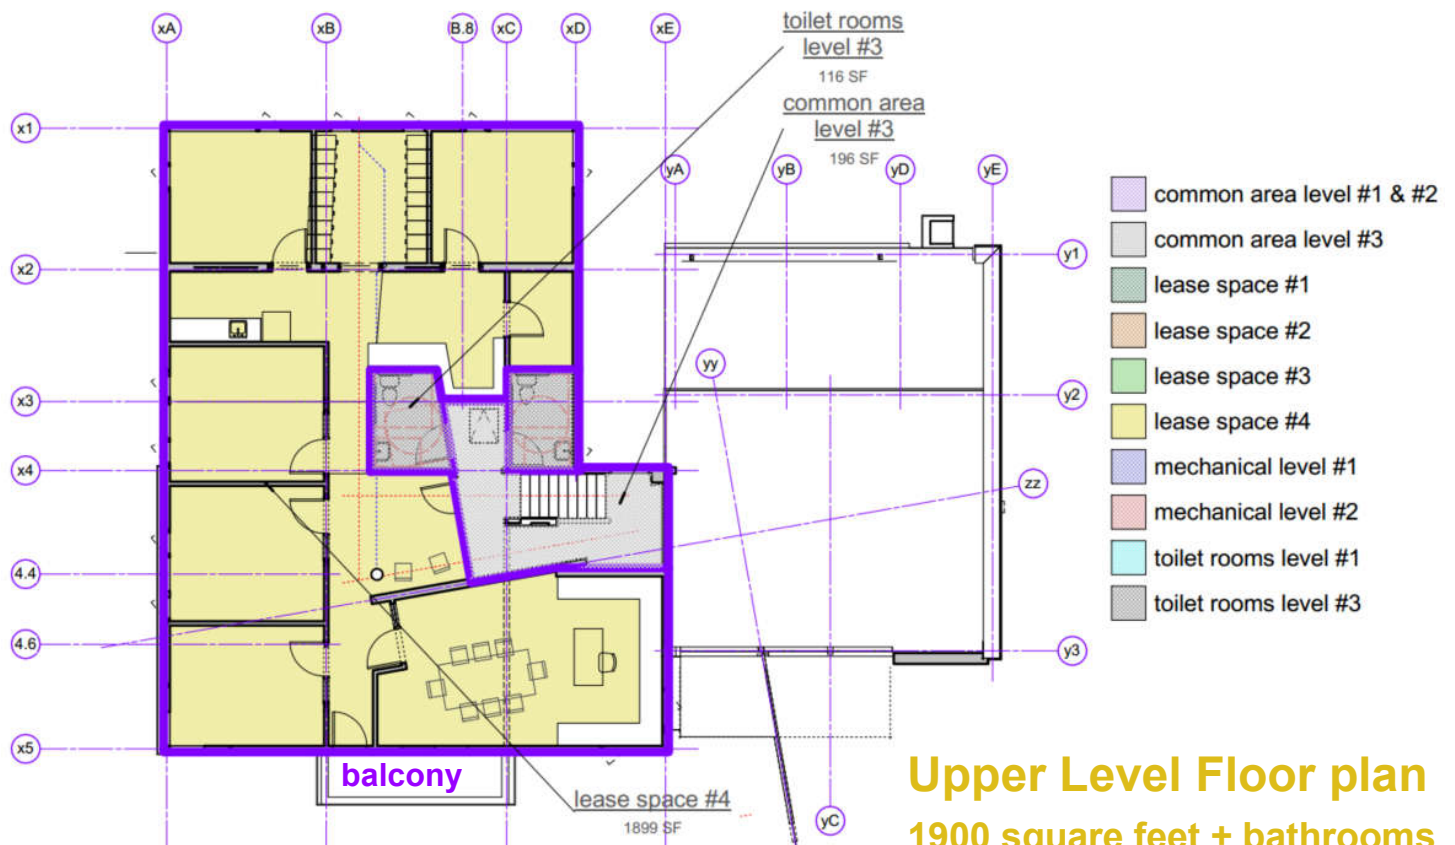 xA
xB
B.8
xC
xD
xE
toilet rooms
level #3
116 SF
common area
level #3
196 SF
x1
yA
yB
yD
yE
common area level #1 & #2
common area level #3
y1
x2
lease space #1
lease space #2
yy
lease space #3
y2
x3
lease space #4
x4
mechanical level #1
zz
mechanical level #2
4.4
toilet rooms level #1
toilet rooms level #3
4.6
y3
x5
balcony
Upper Level Floor plan
lease space #4
1899 SF
yC
1900 square feet + bathrooms